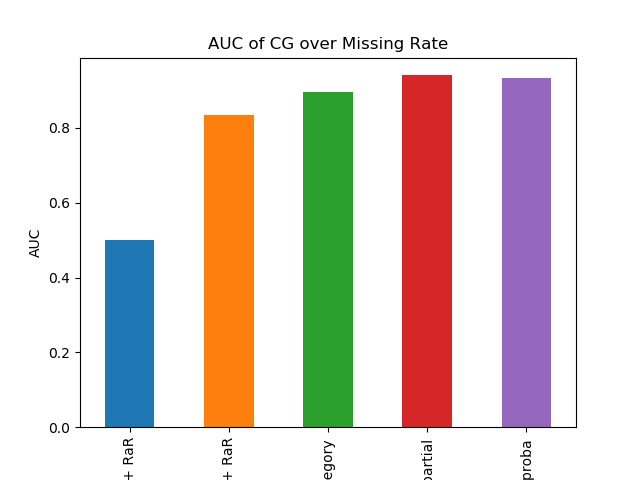 AUC of CG over Missing Rate
AUC
0.8
0.6
0.4
0.2
0.0
+ RaR
+ RaR
egory
partial
proba